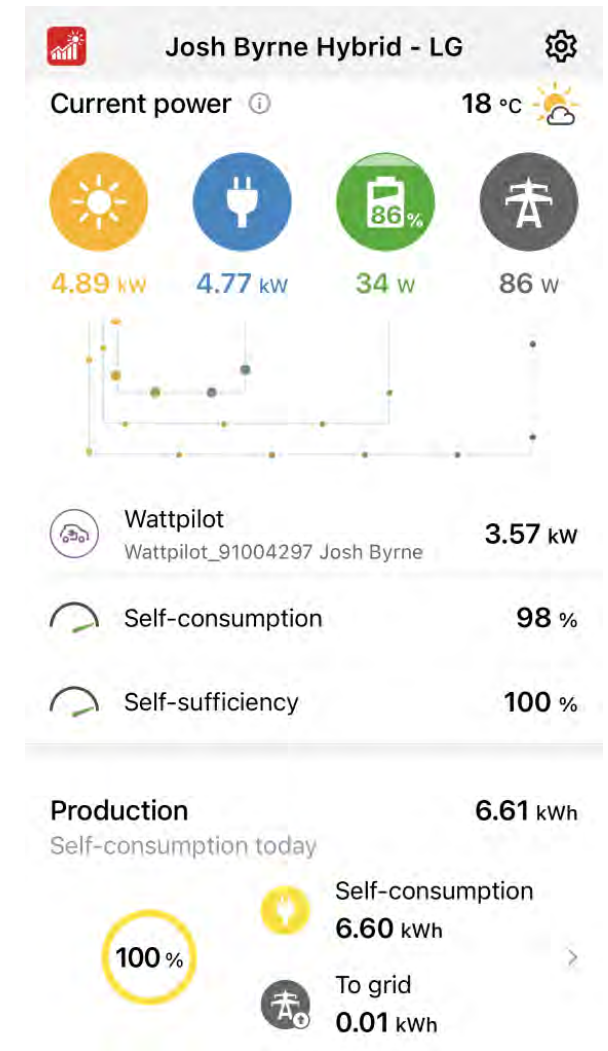 Josh Byrne Hybrid - LG
Current power
18 °C
86 %
4.89 kW
4.77 kW
34 W
86 W
Wattpilot
Wattpilot_91004297 Josh Byrne
3.57 kW
Self-consumption
98 %
Self-sufficiency
100 %
Production
6.61 kWh
Self-consumption today
100 %
Self-consumption
6.60 kWh
To grid
0.01 kWh